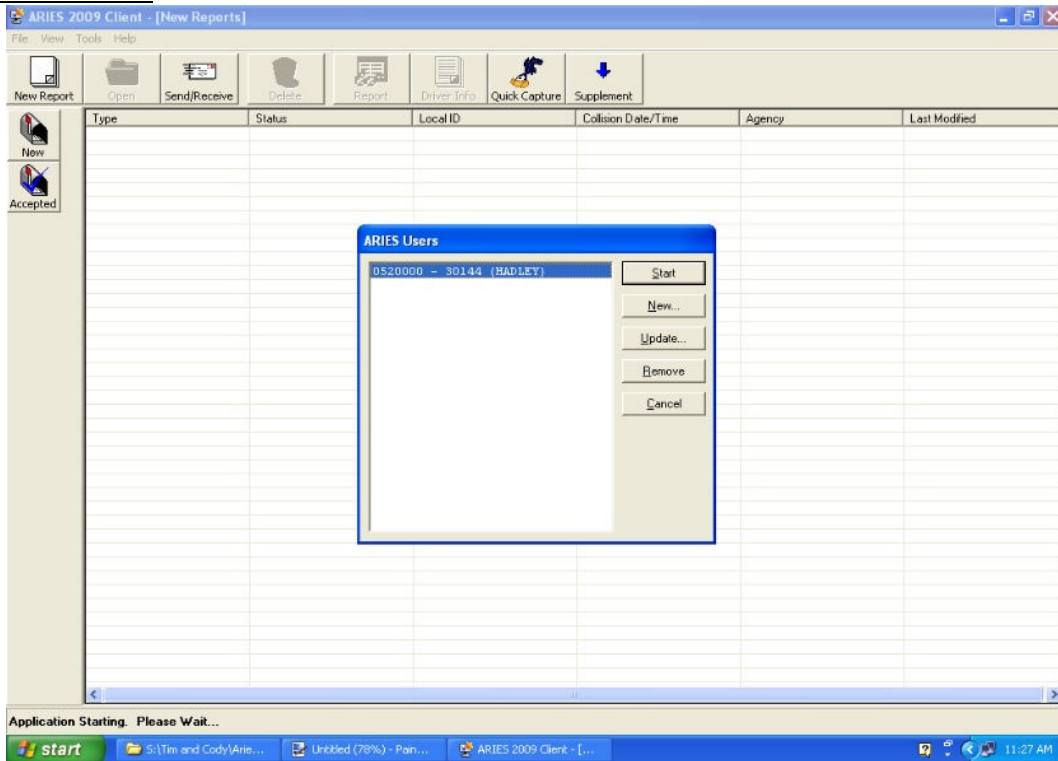 ARIES 2009 Client - [New Reports]
File View Tools Help
New Report Open Send/Receive Delete Report Driver Info Quick Capture Supplement
New
Accepted
Type Status Local ID Collision Date/Time Agency Last Modified
ARIES Users
0520000 - 30144 (HADLEY)
Start
New...
Update...
Remove
Cancel
Application Starting. Please Wait...
start S:\Tim and Cody\Arie... Untitled (78%) - Pain... ARIES 2009 Client - [... 11:27 AM